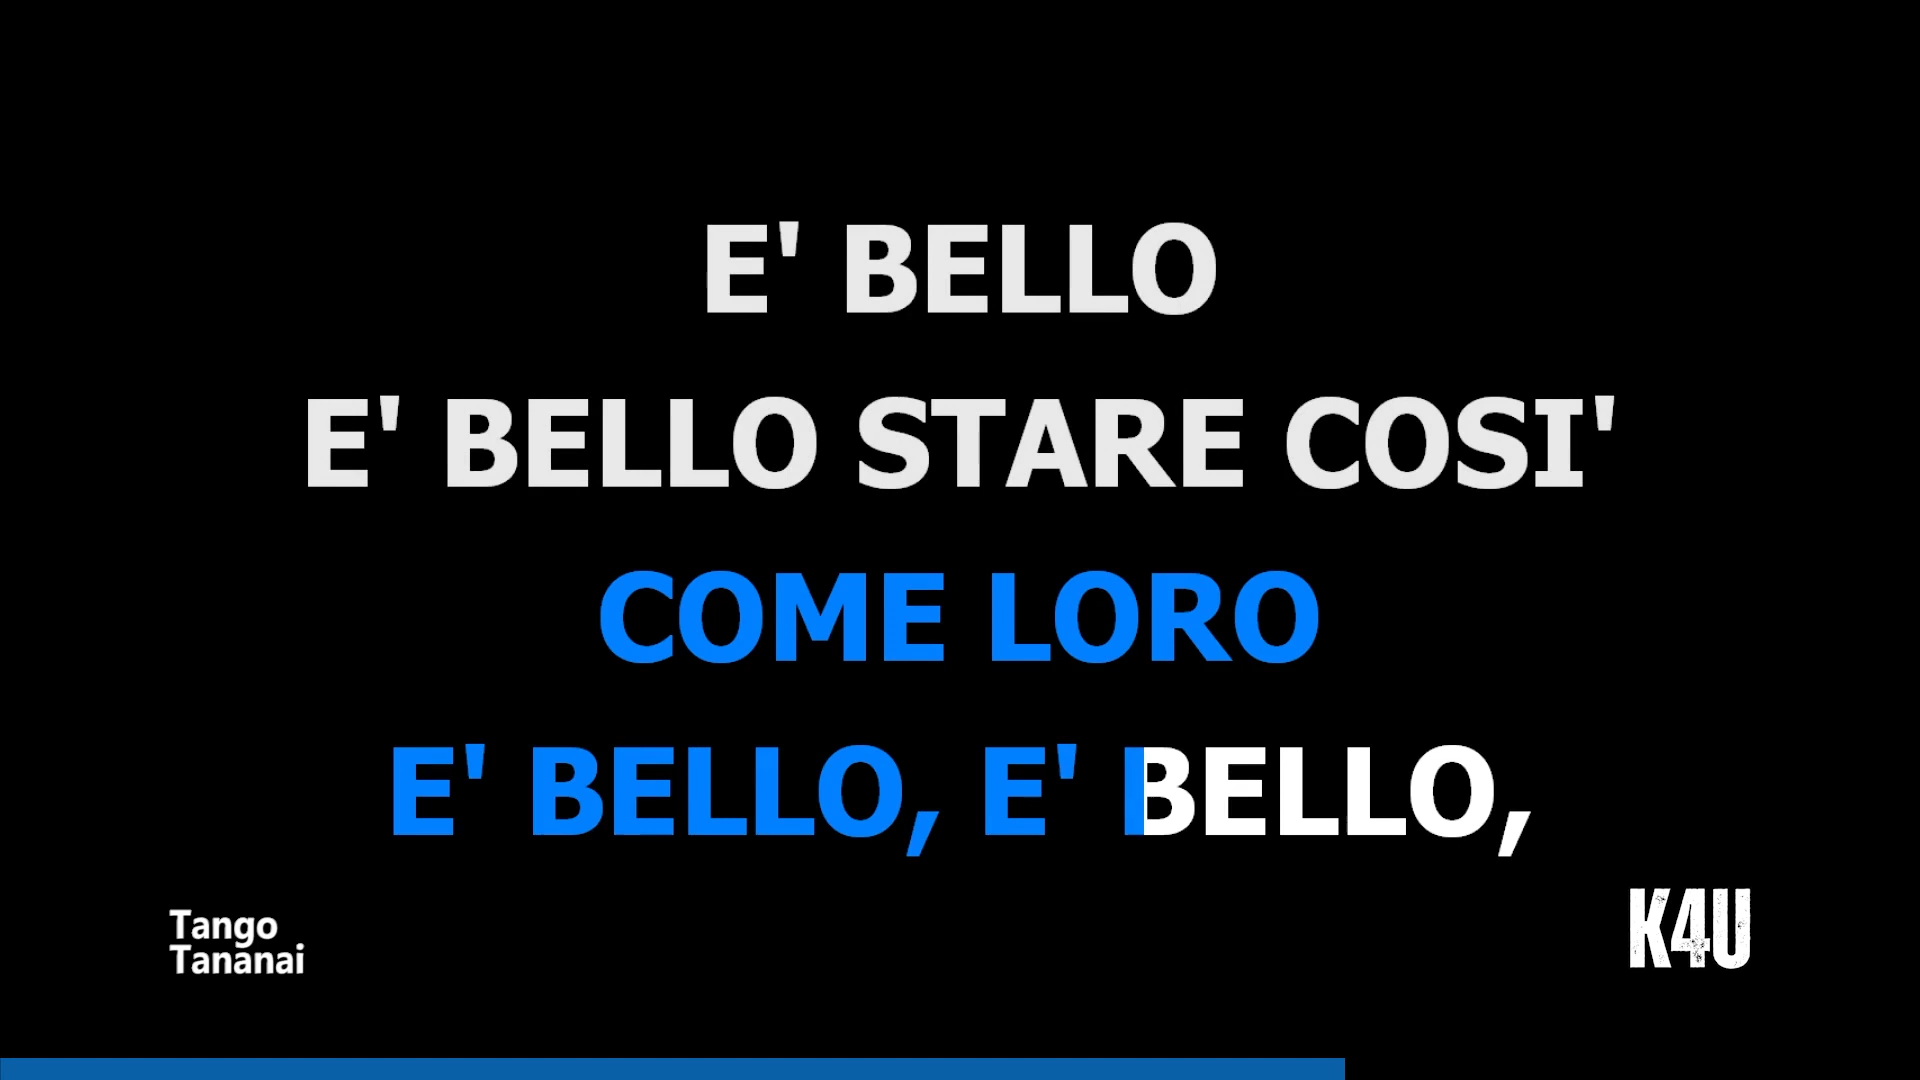 E' BELLO
E' BELLO STARE COSI'
COME LORO
E' BELLO, E' BELLO,
Tango
Tananai
K4U